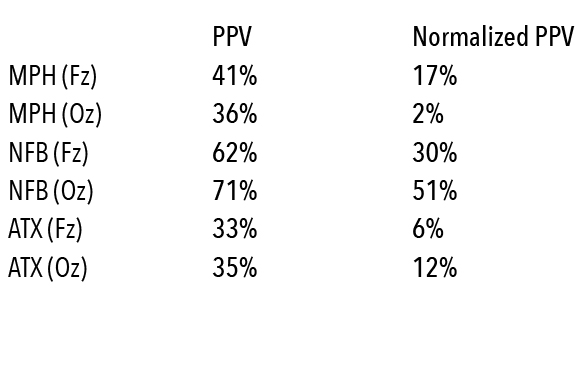 PPV Normalized PPV
MPH (Fz) 41% 17%
MPH (Oz) 36% 2%
NFB (Fz) 62% 30%
NFB (Oz) 71% 51%
ATX (Fz) 33% 6%
ATX (Oz) 35% 12%